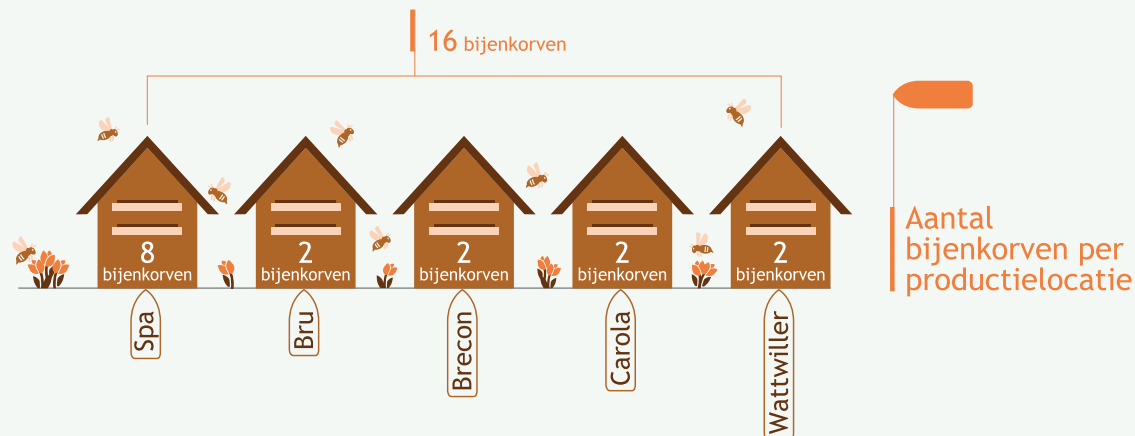 16 bijenkorven
8
bijenkorven
2
bijenkorven
2
bijenkorven
2
bijenkorven
2
bijenkorven
Spa
Bru
Brecon
Carola
Wattwiller
Aantal
bijenkorven per
productielocatie